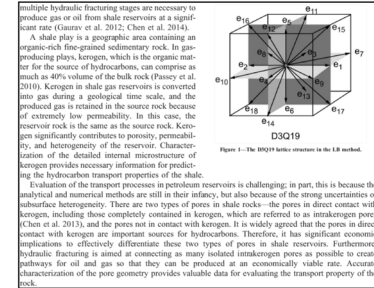 multiple hydraulic fracturing stages are necessary to
produce gas or oil from shale reservoirs at a signif-
icant rate (Gaurav et al. 2012; Chen et al. 2014).
A shale play is a geographic area containing an
organic-rich fine-grained sedimentary rock. In gas-
producing plays, kerogen, which is the organic mat-
ter for the source of hydrocarbons, can comprise as
much as 40% volume of the bulk rock (Passey et al.
2010). Kerogen in shale gas reservoirs is converted
into gas during a geological time scale, and the
produced gas is retained in the source rock because
of extremely low permeability. In this case, the
reservoir rock is the same as the source rock. Kero-
gen significantly contributes to porosity, permeabil-
ity, and heterogeneity of the reservoir. Character-
ization of the detailed internal microstructure of
kerogen provides necessary information for predict-
ing the hydrocarbon transport properties of the shale.
e11
e16
e12
e5
e15
e8
e3
e7
e2
e1
e10
e9
e4
e13
e18
e6
e17
e14
D3Q19
Figure 1—The D3Q19 lattice structure in the LB method.
Evaluation of the transport processes in petroleum reservoirs is challenging; in part, this is because th
analytical and numerical methods are still in their infancy, but also because of the strong uncertainties o
subsurface heterogeneity. There are two types of pores in shale rocks—the pores in direct contact with
kerogen, including those completely contained in kerogen, which are referred to as intrakerogen pore
(Chen et al. 2013), and the pores not in contact with kerogen. It is widely agreed that the pores in direc
contact with kerogen are important sources for hydrocarbons. Therefore, it has significant economi
implications to effectively differentiate these two types of pores in shale reservoirs. Furthermore
hydraulic fracturing is aimed at connecting as many isolated intrakerogen pores as possible to create
pathways for oil and gas so that they can be produced at an economically viable rate. Accurate
characterization of the pore geometry provides valuable data for evaluating the transport property of the
rock.